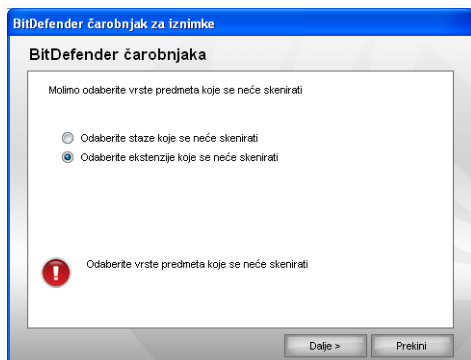 BitDefender čarobnjak za iznimke
BitDefender čarobnjaka
Molimo odaberite vrste predmeta koje se neće skenirati
Odaberite staze koje se neće skenirati
Odaberite ekstenzije koje se neće skenirati
Odaberite vrste predmeta koje se neće skenirati
Dalje > Prekini